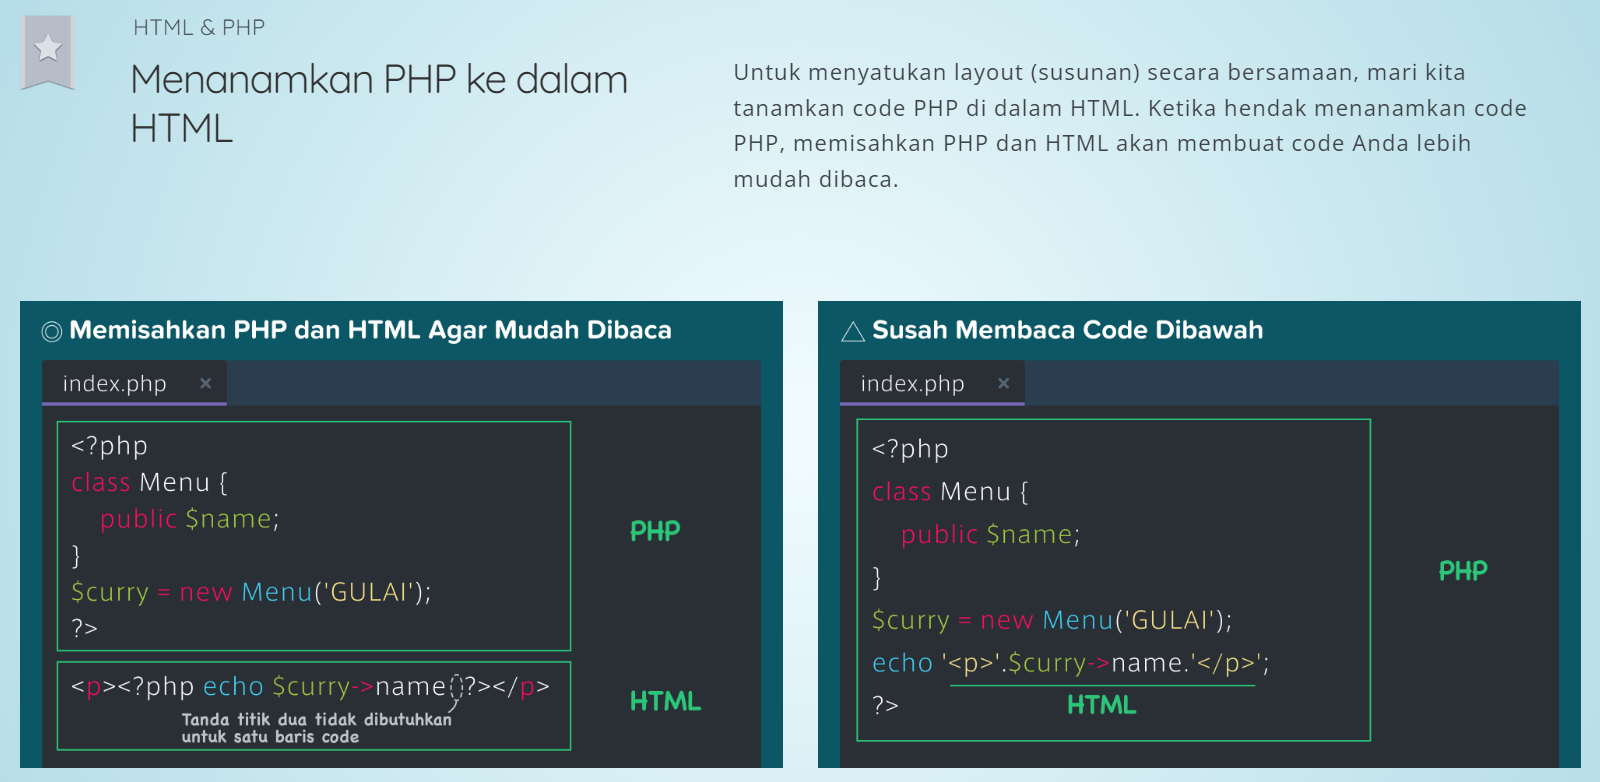 HTML & PHP
Menanamkan PHP ke dalam
HTML
Untuk menyatukan layout (susunan) secara bersamaan, mari kita
tanamkan code PHP di dalam HTML. Ketika hendak menanamkan code
PHP, memisahkan PHP dan HTML akan membuat code Anda lebih
mudah dibaca.
◎ Memisahkan PHP dan HTML Agar Mudah Dibaca
index.php ×
<?php
class Menu {
public $name;
}
$curry = new Menu('GULAI');
?>
PHP
<p><?php echo $curry->name ?></p>
Tanda titik dua tidak dibutuhkan
untuk satu baris code
HTML
△ Susah Membaca Code Dibawah
index.php ×
<?php
class Menu {
public $name;
}
$curry = new Menu('GULAI');
echo '<p>'.$curry->name.'</p>';
?>
HTML
PHP